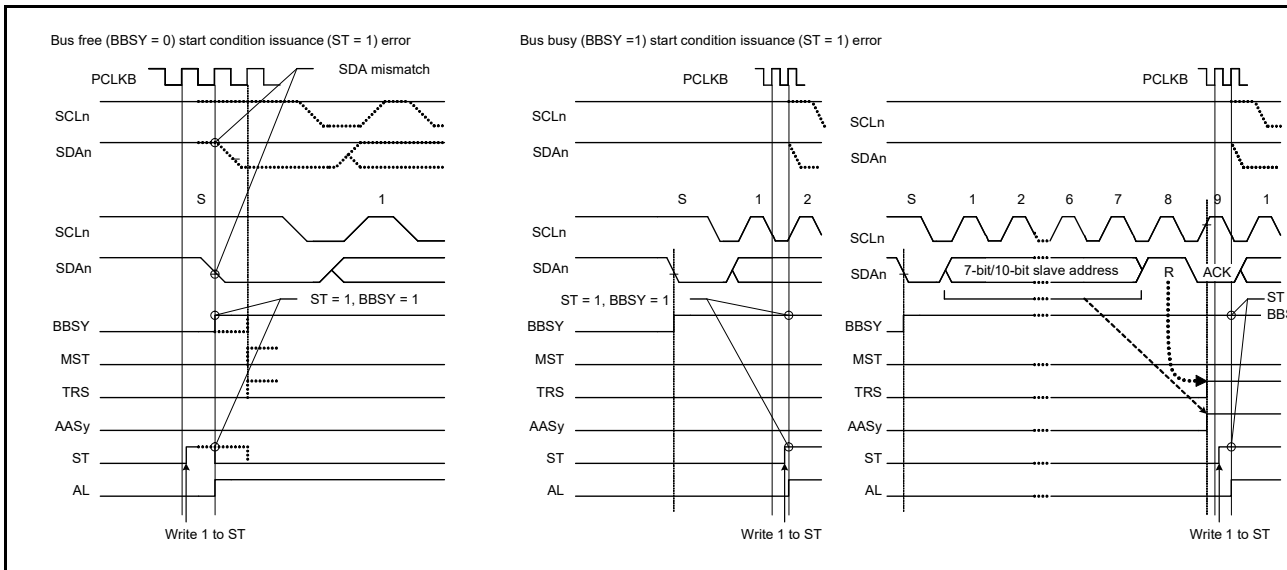 Bus free (BBSY = 0) start condition issuance (ST = 1) error
PCLKB
SDA mismatch
SCLn
SDAn
S 1
SCLn
SDAn
ST = 1, BBSY = 1
BBSY
MST
TRS
AASy
ST
AL
Write 1 to ST
Bus busy (BBSY =1) start condition issuance (ST = 1) error
PCLKB
SCLn
SDAn
S 1 2
SCLn
SDAn
ST = 1, BBSY = 1
BBSY
MST
TRS
AASy
ST
AL
Write 1 to ST
PCLKB
SCLn
SDAn
S 1 2 6 7 8 9 1
SCLn
SDAn
7-bit/10-bit slave address R ACK
ST
BBS
BBSY
MST
TRS
AASy
ST
AL
Write 1 to ST